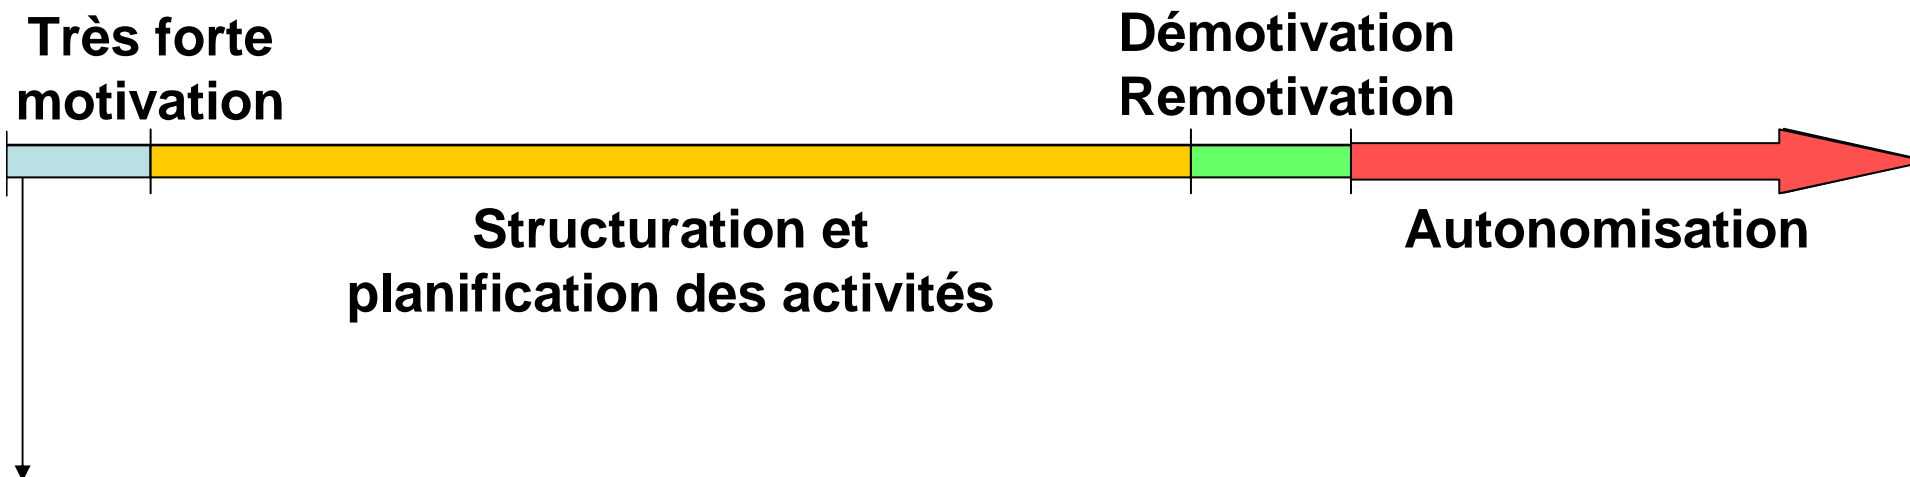 Très forte
motivation
Démotivation
Remotivation
Structuration et
planification des activités
Autonomisation